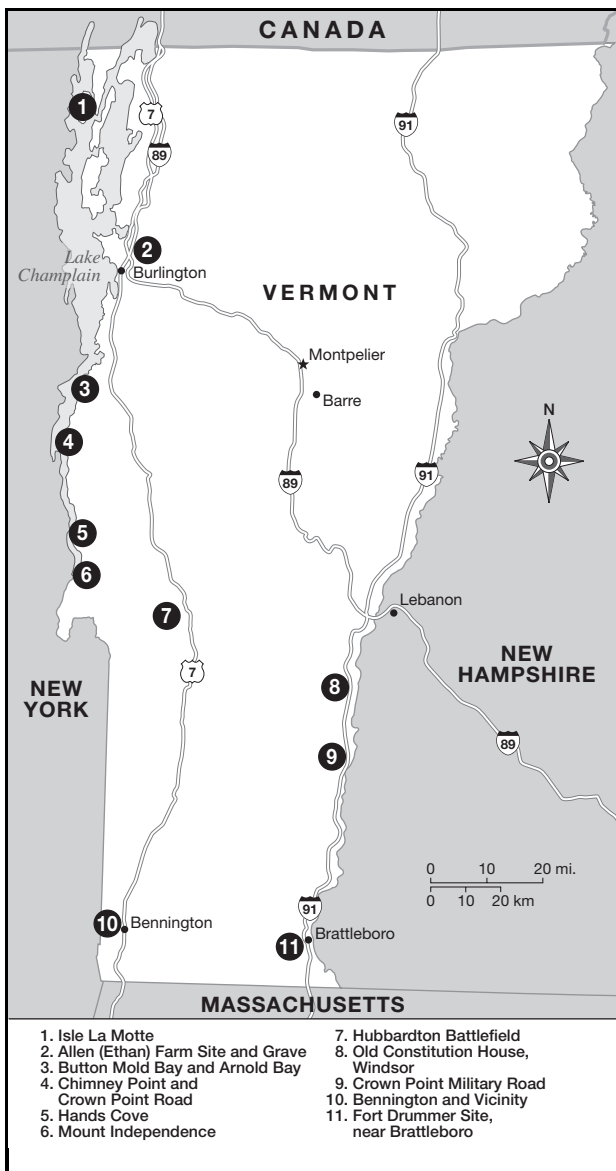 CANADA
1
7
91
89
2
Lake
Champlain
Burlington
VERMONT
Montpelier
3
Barre
N
4
91
89
5
6
Lebanon
7
NEW
HAMPSHIRE
7
8
NEW
YORK
89
9
0 10 20 mi.
0 10 20 km
91
10
Bennington
Brattleboro
11
MASSACHUSETTS
1. Isle La Motte
2. Allen (Ethan) Farm Site and Grave
3. Button Mold Bay and Arnold Bay
4. Chimney Point and
Crown Point Road
5. Hands Cove
6. Mount Independence
7. Hubbardton Battlefield
8. Old Constitution House,
Windsor
9. Crown Point Military Road
10. Bennington and Vicinity
11. Fort Drummer Site,
near Brattleboro